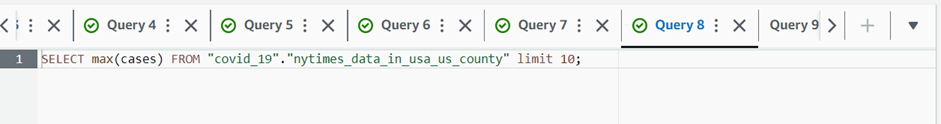 Query 4
Query 5
Query 6
Query 7
Query 8
Query 9
1 SELECT max(cases) FROM "covid_19"."nytimes_data_in_usa_us_county" limit 10;